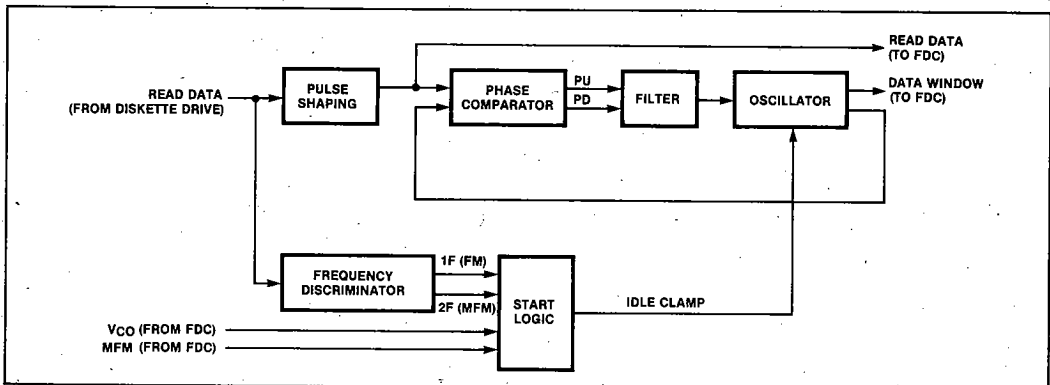 READ DATA
(TO FDC)
READ DATA
(FROM DISKETTE DRIVE)
PULSE
SHAPING
PHASE
COMPARATOR
PU
PD
FILTER
OSCILLATOR
DATA WINDOW
(TO FDC)
FREQUENCY
DISCRIMINATOR
1F (FM)
2F (MFM)
START
LOGIC
IDLE CLAMP
VCO (FROM FDC)
MFM (FROM FDC)